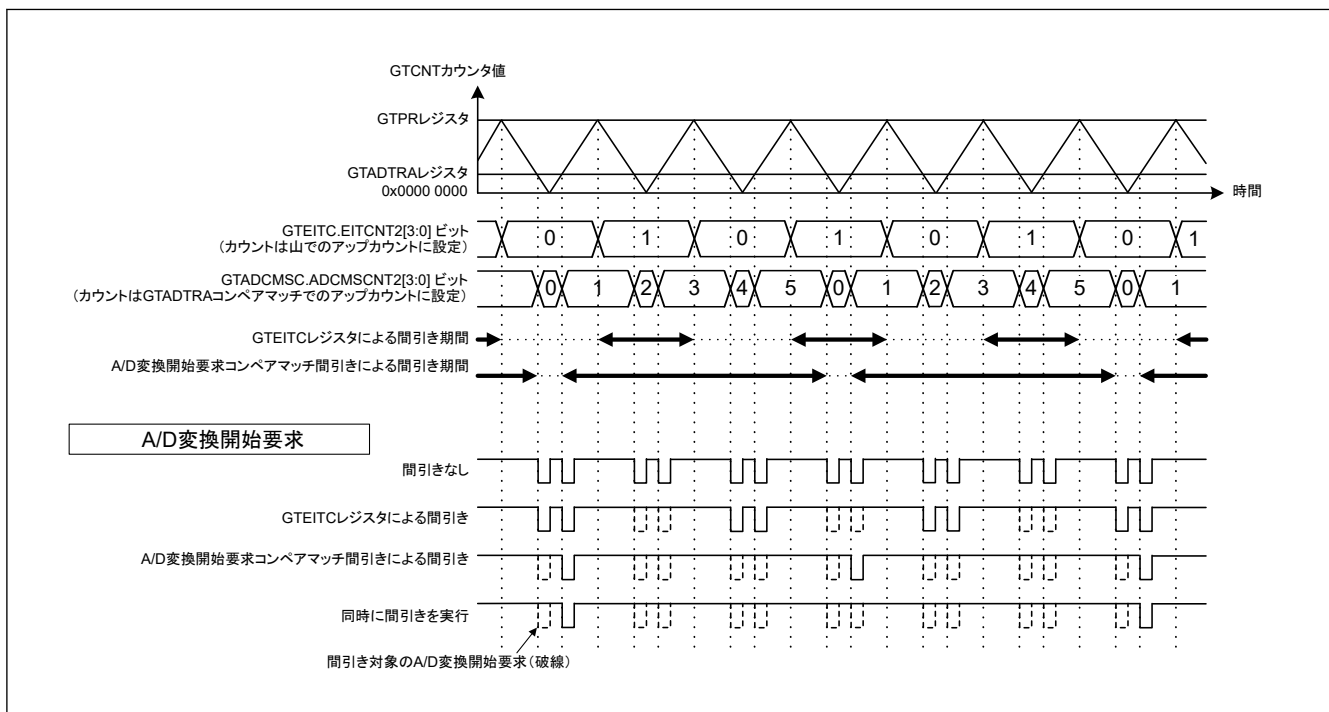 GTCNTカウンタ値
GTPRレジスタ
GTADTRAレジスタ
0x0000 0000
時間
GTEITC.EITCNT2[3:0] ビット
(カウントは山でのアップカウントに設定)
0 1 0 1 0 1 0 1
GTADCMSC.ADCMSCNT2[3:0] ビット
(カウントはGTADTRAコンペアマッチでのアップカウントに設定)
0 1 2 3 4 5 0 1 2 3 4 5 0 1
GTEITCレジスタによる間引き期間
A/D変換開始要求コンペアマッチ間引きによる間引き期間
A/D変換開始要求
間引きなし
GTEITCレジスタによる間引き
A/D変換開始要求コンペアマッチ間引きによる間引き
同時に間引きを実行
間引き対象のA/D変換開始要求(破線)